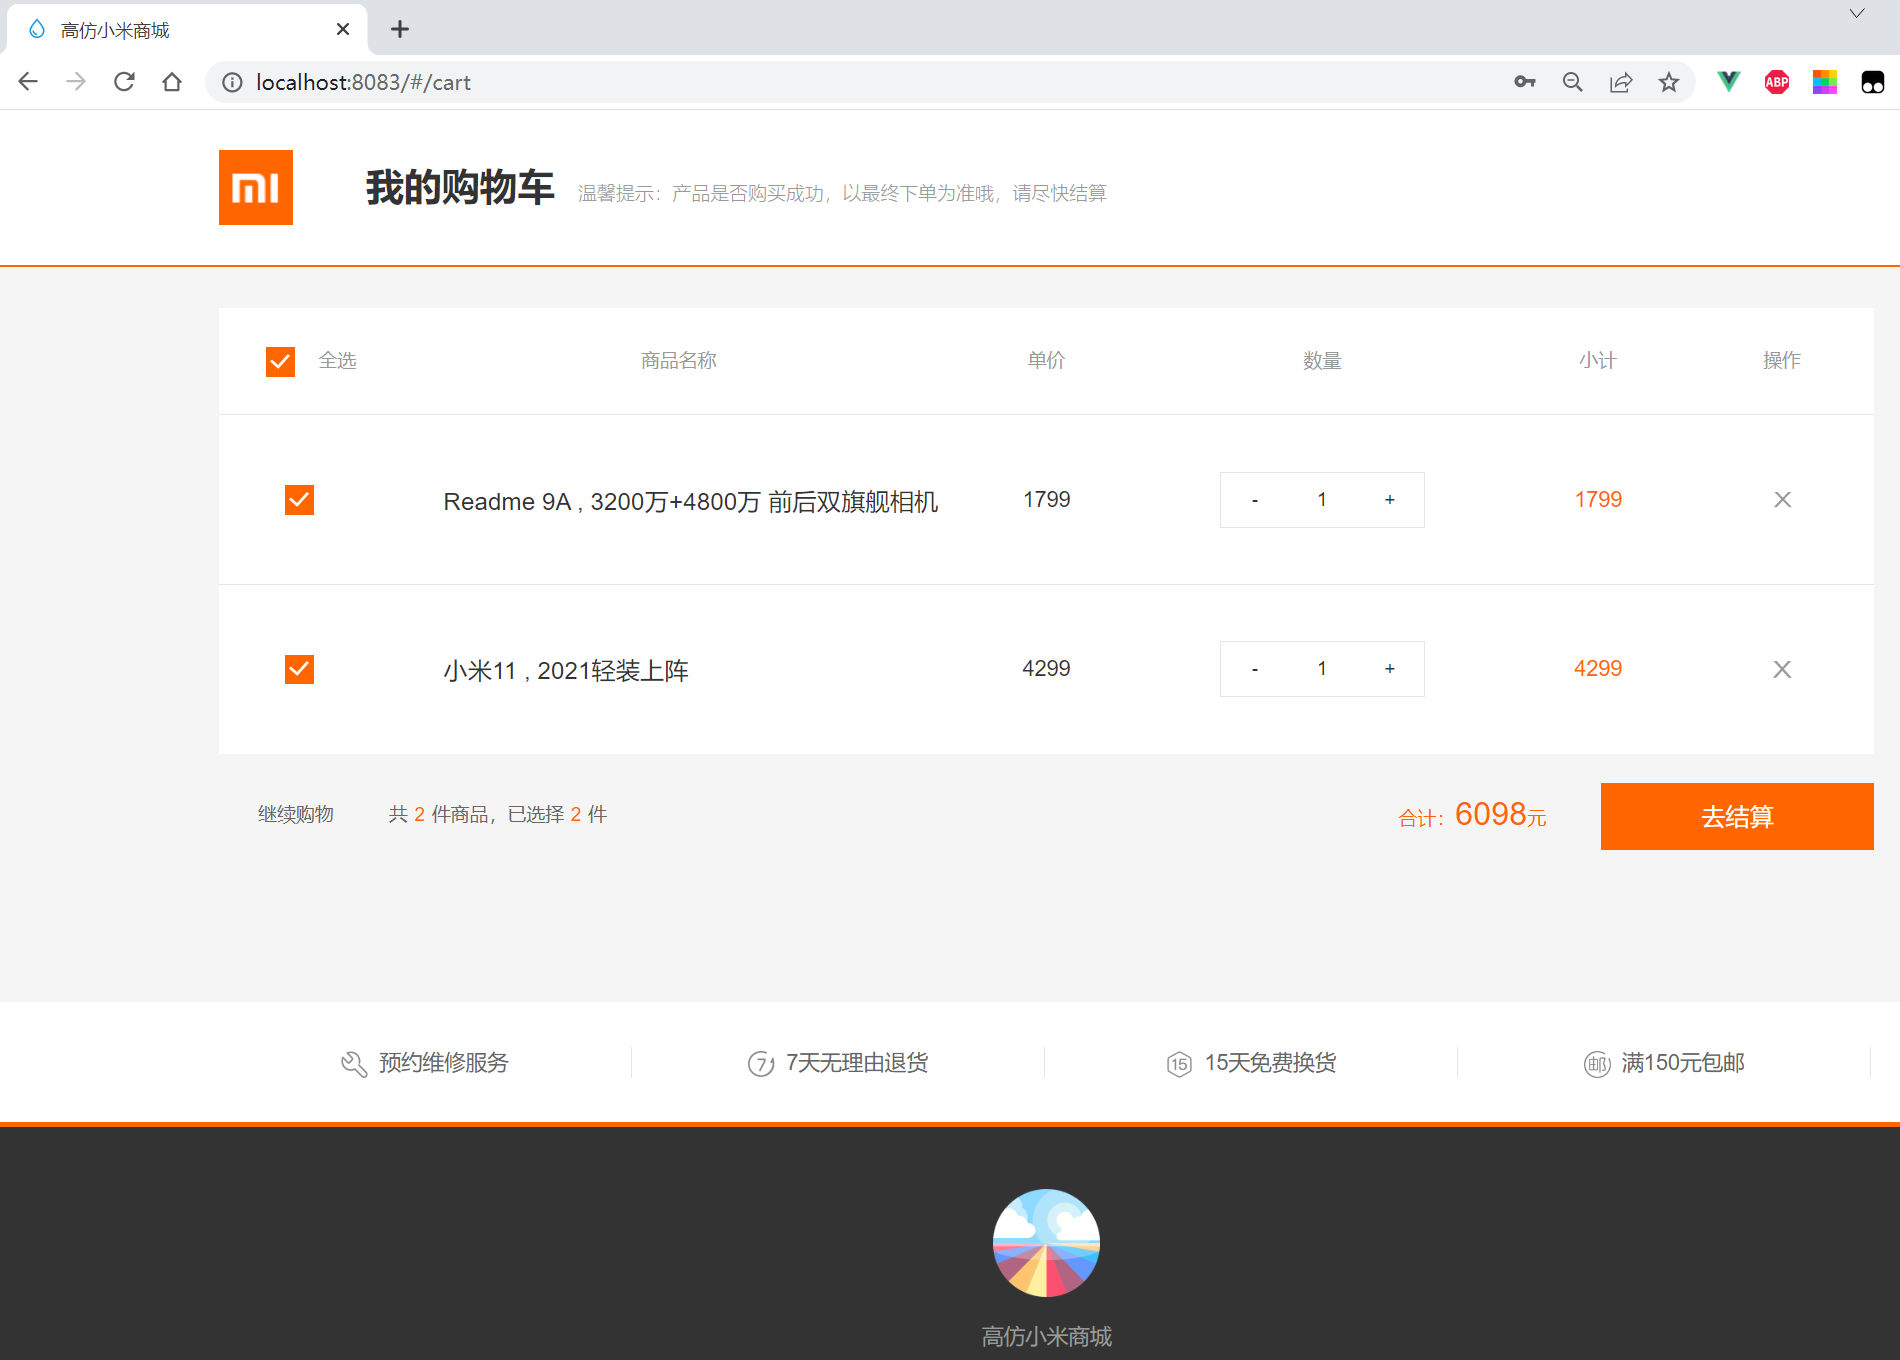 高仿小米商城
localhost:8083/#/cart
ABP
mi
我的购物车 温馨提示：产品是否购买成功，以最终下单为准哦，请尽快结算
全选 商品名称 单价 数量 小计 操作
Readme 9A , 3200万+4800万 前后双旗舰相机 1799 - 1 + 1799
小米11 , 2021轻装上阵 4299 - 1 + 4299
继续购物 共 2 件商品，已选择 2 件 合计：6098元 去结算
预约维修服务 7 7天无理由退货 15 15天免费换货 邮 满150元包邮
高仿小米商城